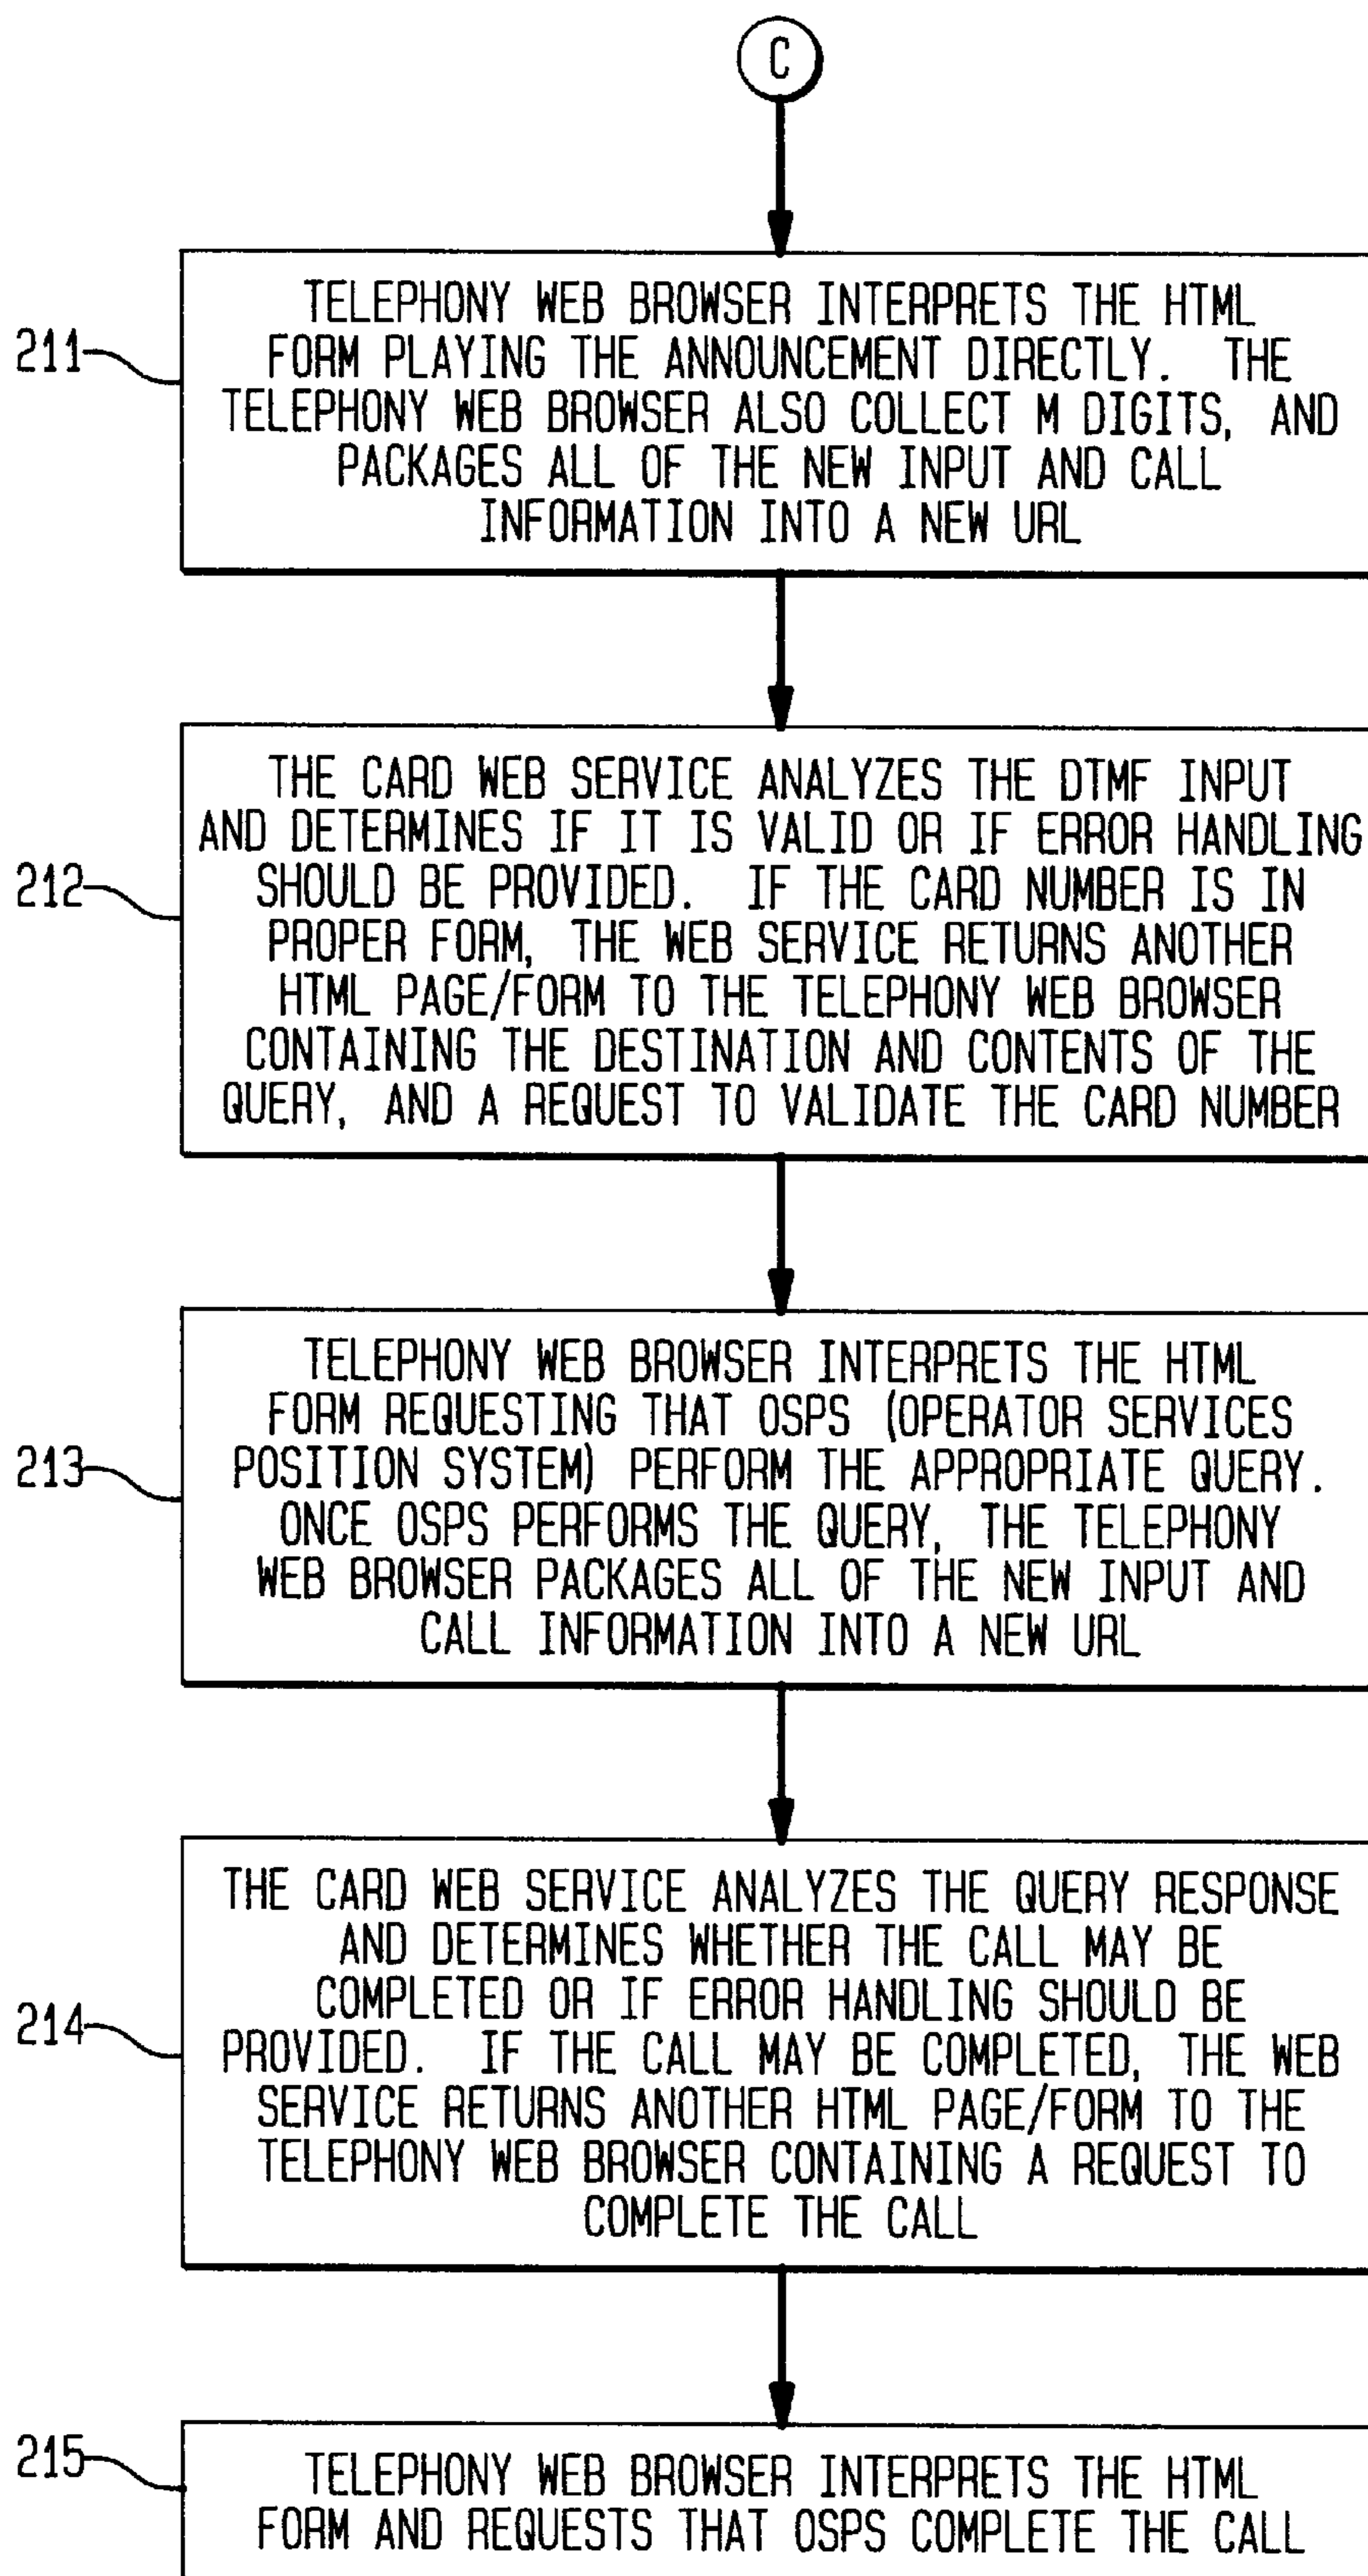 C
211
TELEPHONY WEB BROWSER INTERPRETS THE HTML
FORM PLAYING THE ANNOUNCEMENT DIRECTLY. THE
TELEPHONY WEB BROWSER ALSO COLLECT M DIGITS, AND
PACKAGES ALL OF THE NEW INPUT AND CALL
INFORMATION INTO A NEW URL
212
THE CARD WEB SERVICE ANALYZES THE DTMF INPUT
AND DETERMINES IF IT IS VALID OR IF ERROR HANDLING
SHOULD BE PROVIDED. IF THE CARD NUMBER IS IN
PROPER FORM, THE WEB SERVICE RETURNS ANOTHER
HTML PAGE/FORM TO THE TELEPHONY WEB BROWSER
CONTAINING THE DESTINATION AND CONTENTS OF THE
QUERY, AND A REQUEST TO VALIDATE THE CARD NUMBER
213
TELEPHONY WEB BROWSER INTERPRETS THE HTML
FORM REQUESTING THAT OSPS (OPERATOR SERVICES
POSITION SYSTEM) PERFORM THE APPROPRIATE QUERY.
ONCE OSPS PERFORMS THE QUERY, THE TELEPHONY
WEB BROWSER PACKAGES ALL OF THE NEW INPUT AND
CALL INFORMATION INTO A NEW URL
214
THE CARD WEB SERVICE ANALYZES THE QUERY RESPONSE
AND DETERMINES WHETHER THE CALL MAY BE
COMPLETED OR IF ERROR HANDLING SHOULD BE
PROVIDED. IF THE CALL MAY BE COMPLETED, THE WEB
SERVICE RETURNS ANOTHER HTML PAGE/FORM TO THE
TELEPHONY WEB BROWSER CONTAINING A REQUEST TO
COMPLETE THE CALL
215
TELEPHONY WEB BROWSER INTERPRETS THE HTML
FORM AND REQUESTS THAT OSPS COMPLETE THE CALL